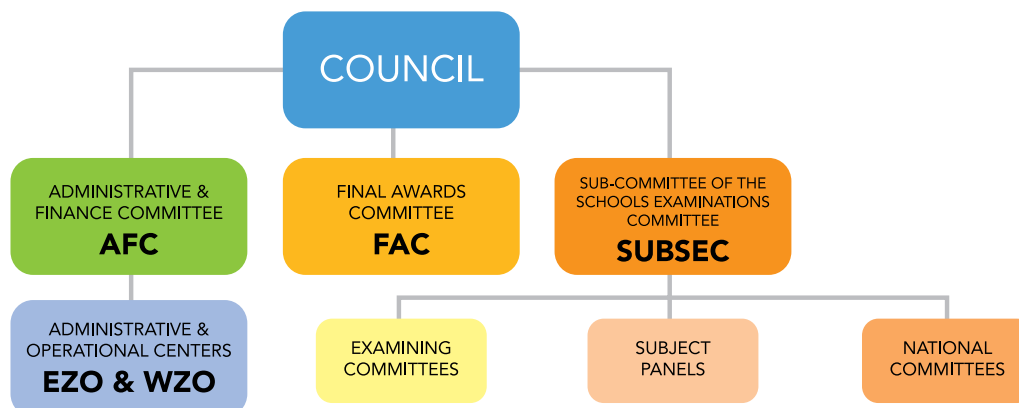 COUNCIL
ADMINISTRATIVE &
FINANCE COMMITTEE
AFC
FINAL AWARDS
COMMITTEE
FAC
SUB-COMMITTEE OF THE
SCHOOLS EXAMINATIONS
COMMITTEE
SUBSEC
ADMINISTRATIVE &
OPERATIONAL CENTERS
EZO & WZO
EXAMINING
COMMITTEES
SUBJECT
PANELS
NATIONAL
COMMITTEES